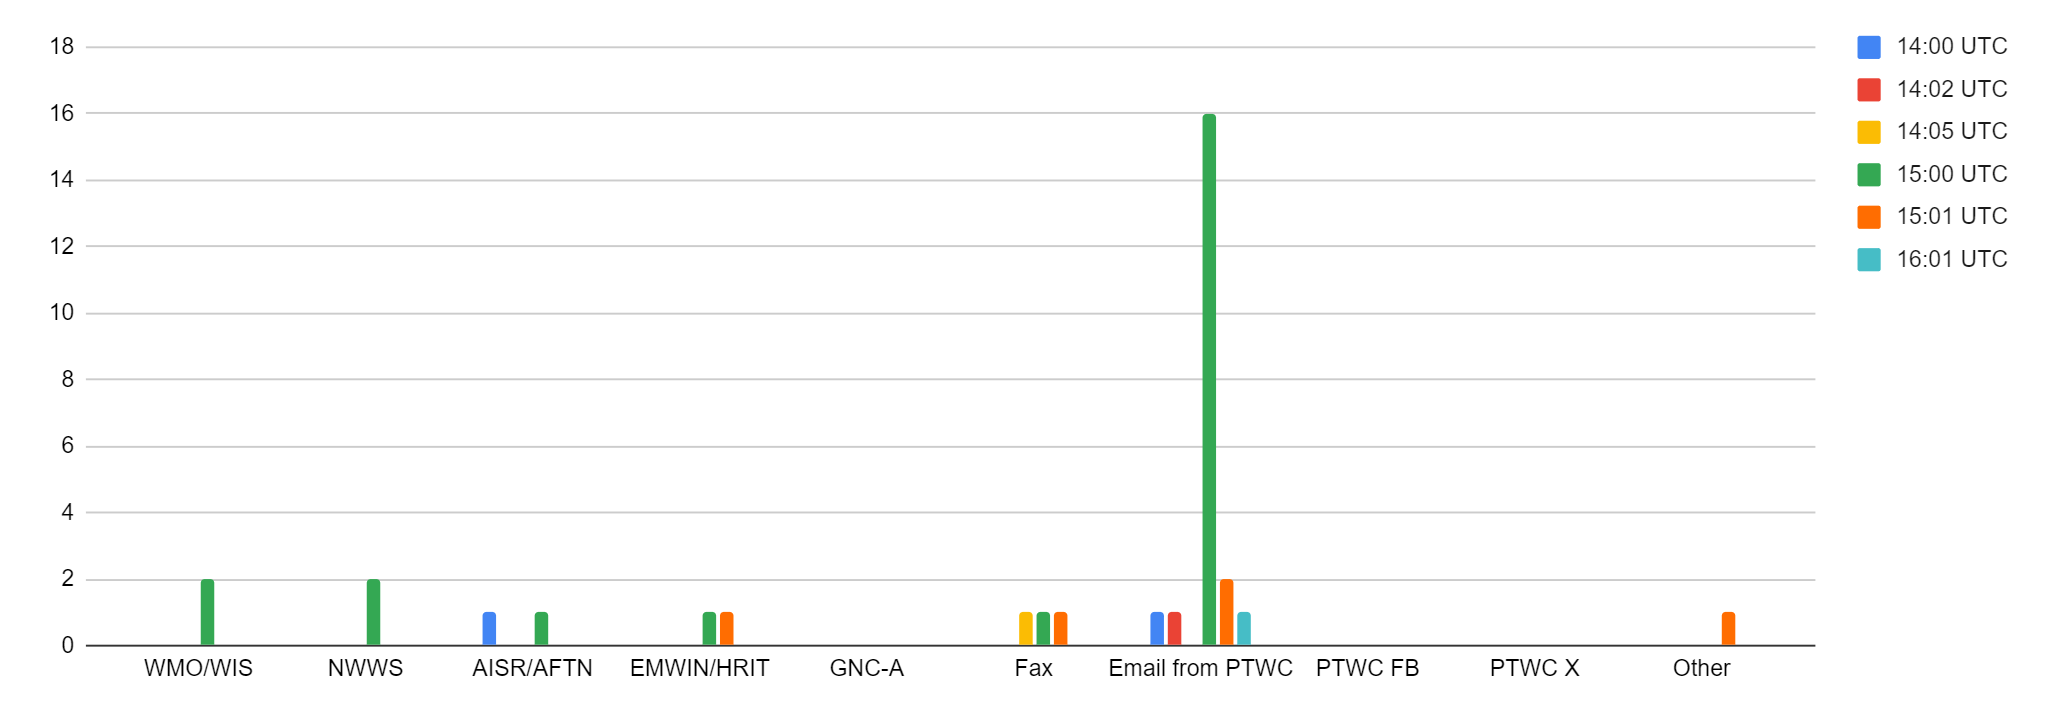 18
16
14
12
10
8
6
4
2
0
WMO/WIS NWWS AISR/AFTN EMWIN/HRIT GNC-A Fax Email from PTWC PTWC FB PTWC X Other
14:00 UTC
14:02 UTC
14:05 UTC
15:00 UTC
15:01 UTC
16:01 UTC